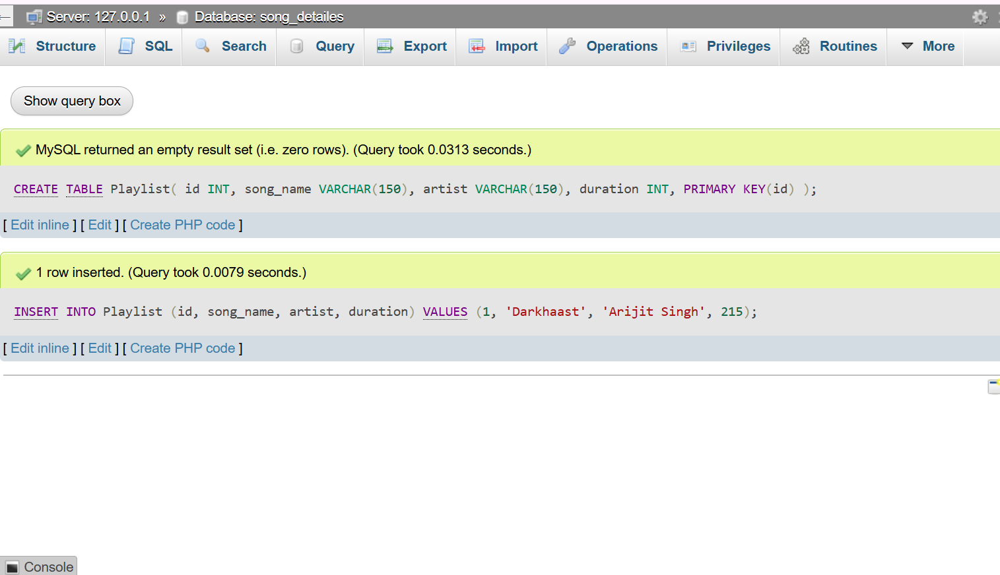 Server: 127.0.0.1 » Database: song_detailes
Structure SQL Search Query Export Import Operations Privileges Routines More
Show query box
MySQL returned an empty result set (i.e. zero rows). (Query took 0.0313 seconds.)
CREATE TABLE Playlist( id INT, song_name VARCHAR(150), artist VARCHAR(150), duration INT, PRIMARY KEY(id) );
[ Edit inline ] [ Edit ] [ Create PHP code ]
1 row inserted. (Query took 0.0079 seconds.)
INSERT INTO Playlist (id, song_name, artist, duration) VALUES (1, 'Darkhaast', 'Arijit Singh', 215);
[ Edit inline ] [ Edit ] [ Create PHP code ]
Console